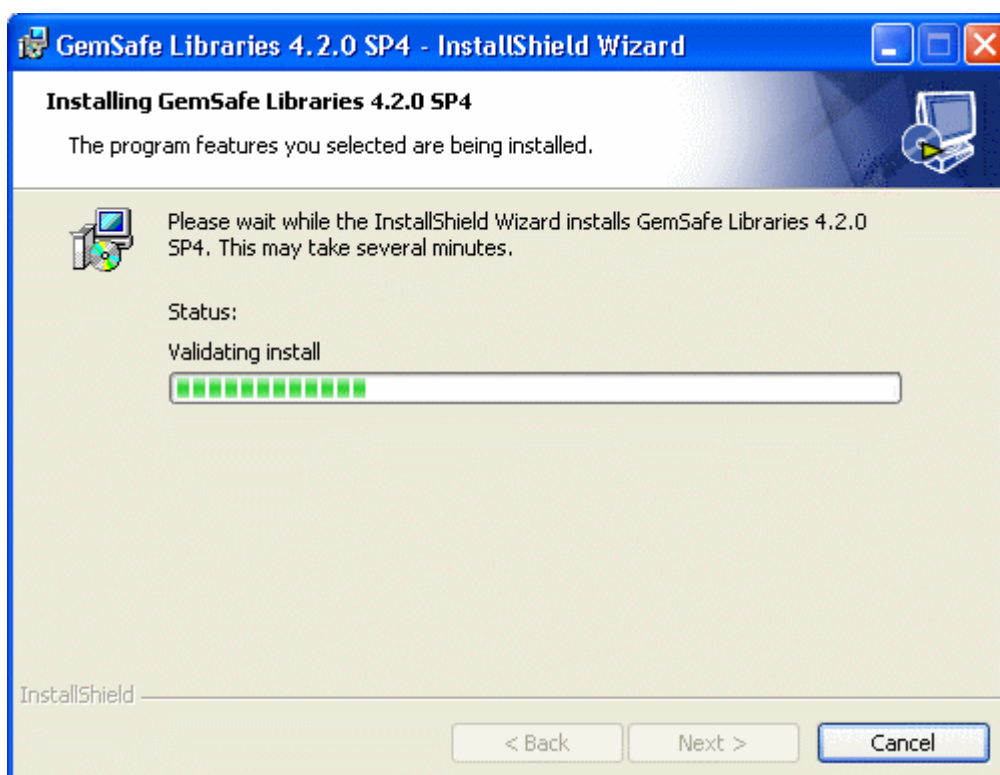 GemSafe Libraries 4.2.0 SP4 - InstallShield Wizard
Installing GemSafe Libraries 4.2.0 SP4
The program features you selected are being installed.
Please wait while the InstallShield Wizard installs GemSafe Libraries 4.2.0
SP4. This may take several minutes.
Status:
Validating install
InstallShield
< Back Next > Cancel